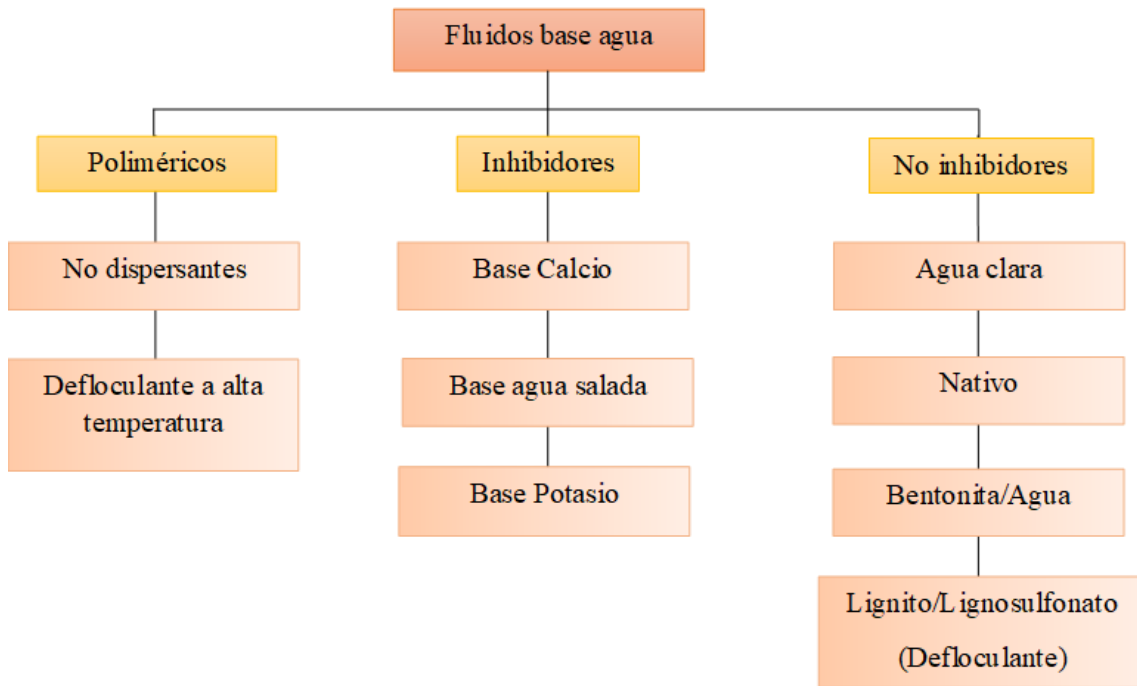 Fluidos base agua
Poliméricos
Inhibidores
No inhibidores
No dispersantes
Base Calcio
Agua clara
Defloculante a alta
temperatura
Base agua salada
Nativo
Base Potasio
Bentonita/Agua
Lignito/Lignosulfonato
(Defloculante)